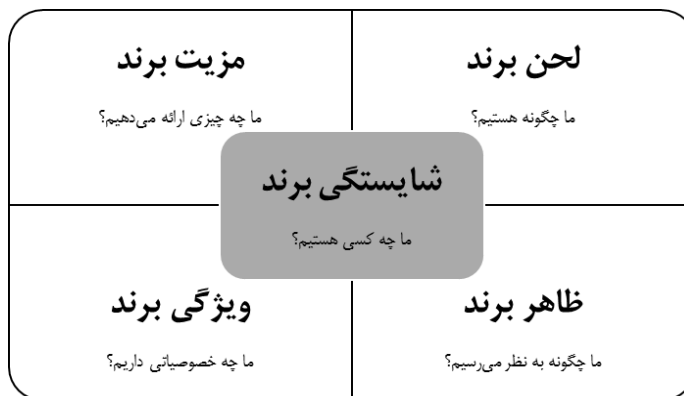 لحن برند
ما چگونه هستیم؟
مزیت برند
ما چه چیزی ارائه می‌دهیم؟
شایستگی برند
ما چه کسی هستیم؟
ظاهر برند
ما چگونه به نظر می‌رسیم؟
ویژگی برند
ما چه خصوصیاتی داریم؟